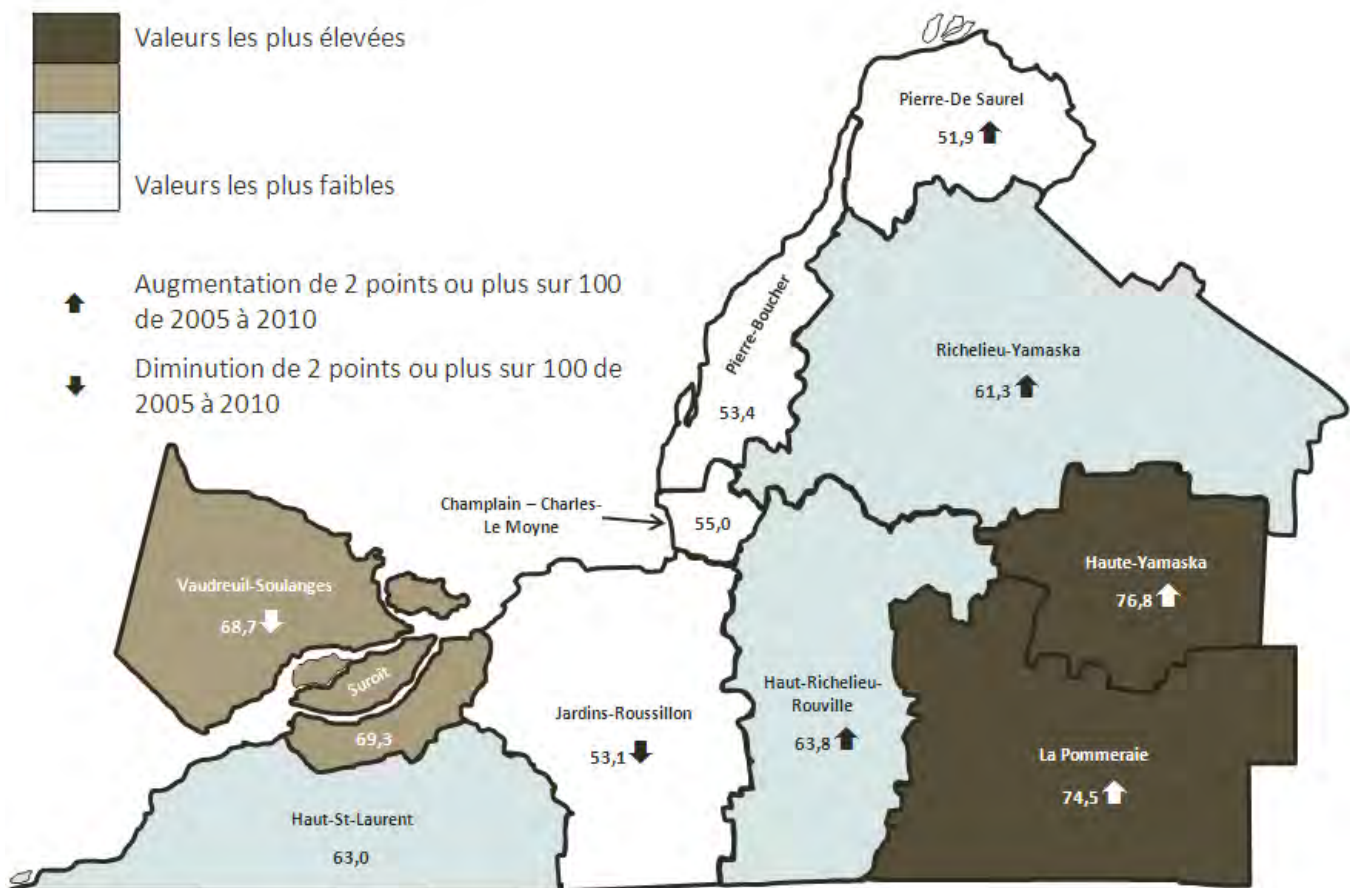 Valeurs les plus élevées
Valeurs les plus faibles
Augmentation de 2 points ou plus sur 100
de 2005 à 2010
Diminution de 2 points ou plus sur 100 de
2005 à 2010
Pierre-De Saurel
51,9
Pierre-Boucher
53,4
Richelieu-Yamaska
61,3
Champlain – Charles-
Le Moyne
55,0
Haute-Yamaska
76,8
Vaudreuil-Soulanges
68,7
Suroît
69,3
Jardins-Roussillon
53,1
Haut-Richelieu-
Rouville
63,8
La Pommeraie
74,5
Haut-St-Laurent
63,0